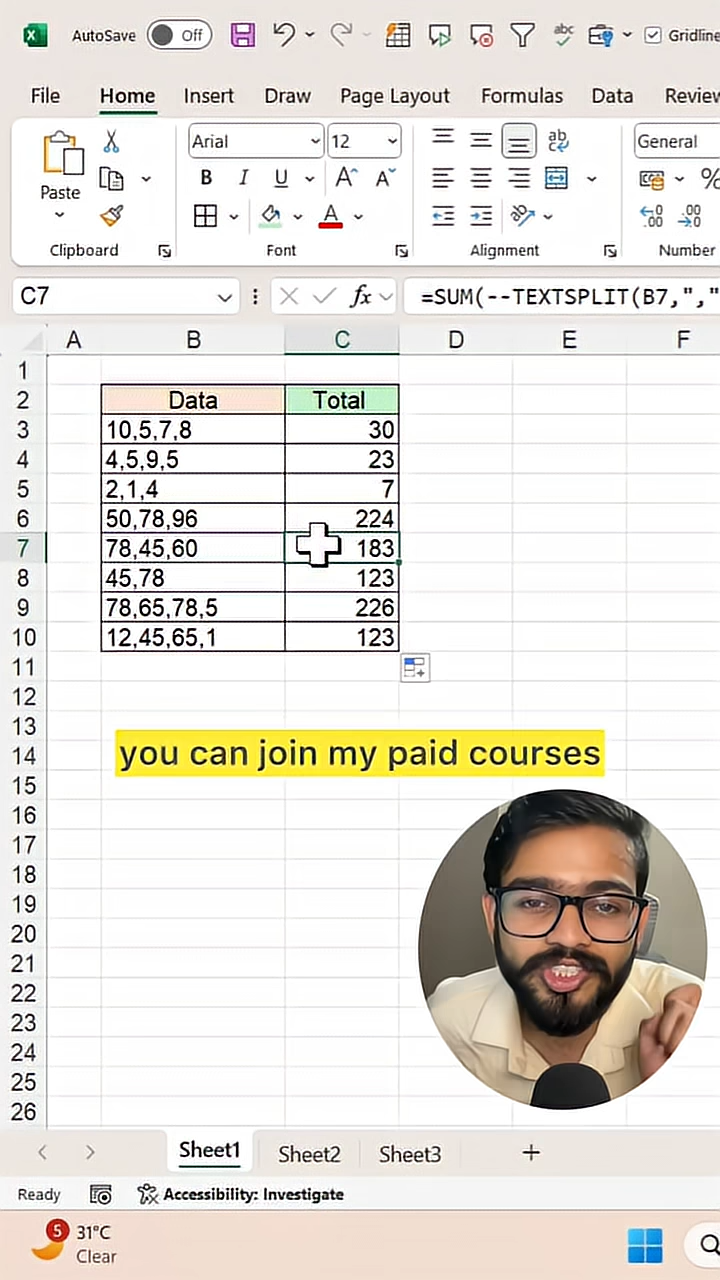 AutoSave Off Gridline
File Home Insert Draw Page Layout Formulas Data Review
Arial 12 General
Paste B I U A A A %
Clipboard Font Alignment Number
C7 fx =SUM(--TEXTSPLIT(B7,","
A B C D E F
1
2 Data Total
3 10,5,7,8 30
4 4,5,9,5 23
5 2,1,4 7
6 50,78,96 224
7 78,45,60 183
8 45,78 123
9 78,65,78,5 226
10 12,45,65,1 123
11
12
13
14
you can join my paid courses
15
16
17
18
19
20
21
22
23
24
25
26
Sheet1 Sheet2 Sheet3 +
Ready Accessibility: Investigate
5 31°C
Clear